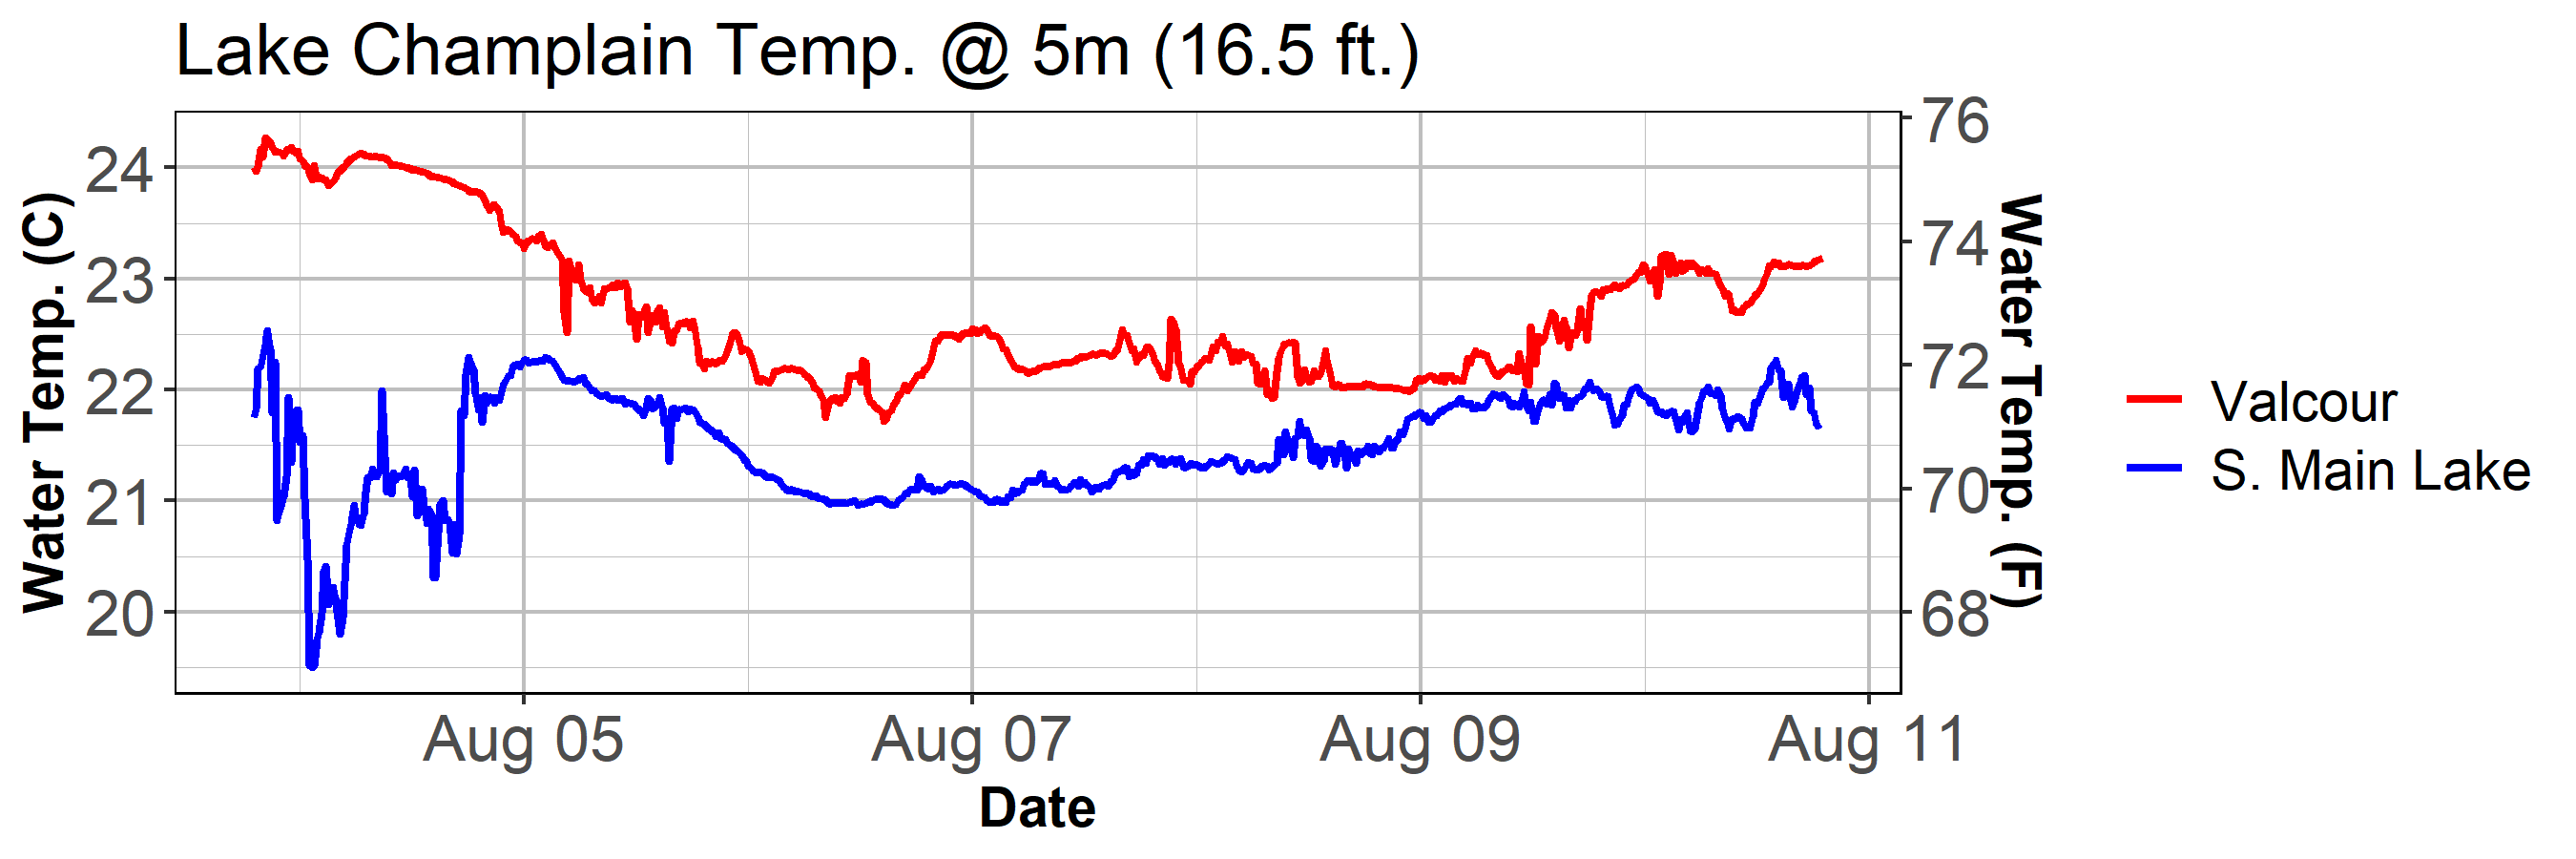 Lake Champlain Temp. @ 5m (16.5 ft.)
Water Temp. (C)
24
23
22
21
20
76
74
72
70
68
Water Temp. (F)
Aug 05
Aug 07
Aug 09
Aug 11
Date
Valcour
S. Main Lake